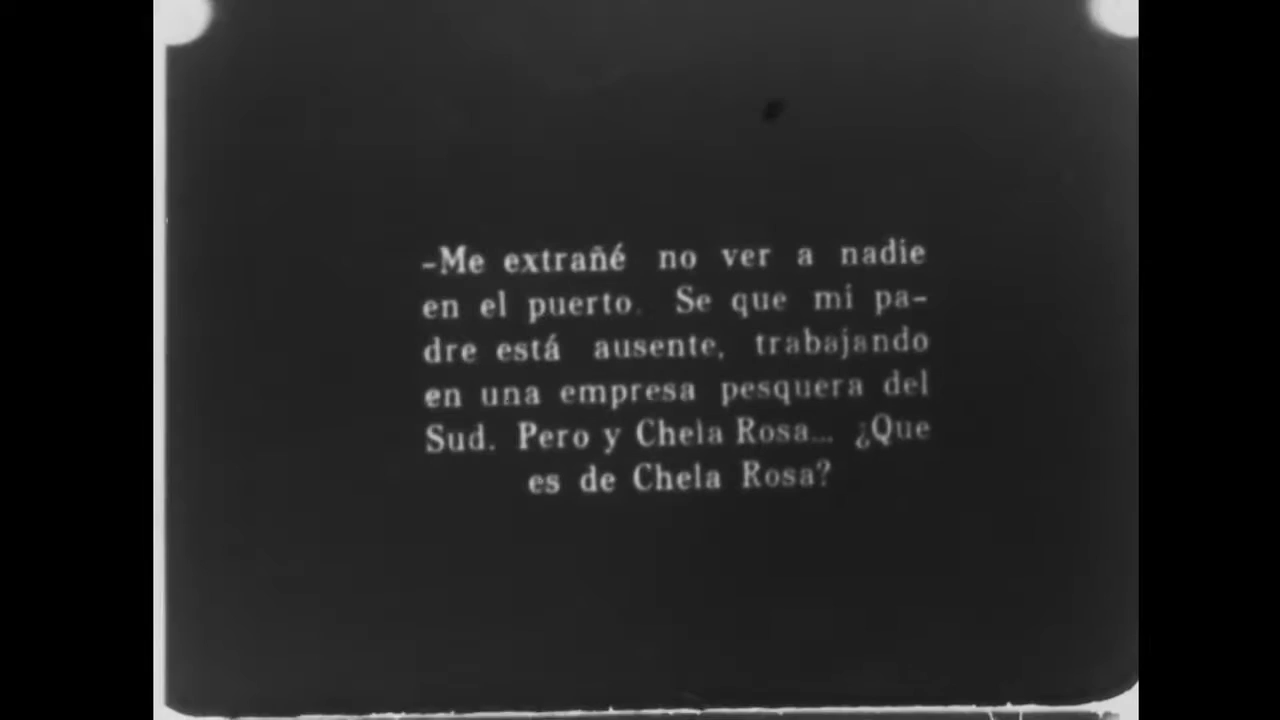 -Me extrañé no ver a nadie
en el puerto. Se que mi pa-
dre está ausente, trabajando
en una empresa pesquera del
Sud. Pero y Chela Rosa... ¿Que
es de Chela Rosa?